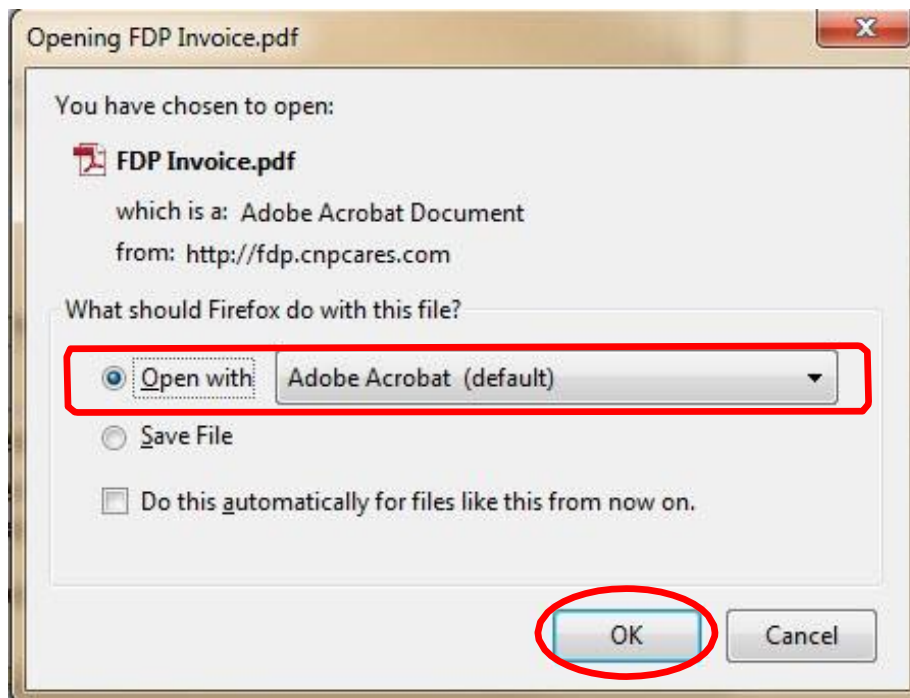 Opening FDP Invoice.pdf
You have chosen to open:
FDP Invoice.pdf
which is a: Adobe Acrobat Document
from: http://fdp.cnpcares.com
What should Firefox do with this file?
Open with Adobe Acrobat (default)
Save File
Do this automatically for files like this from now on.
OK Cancel